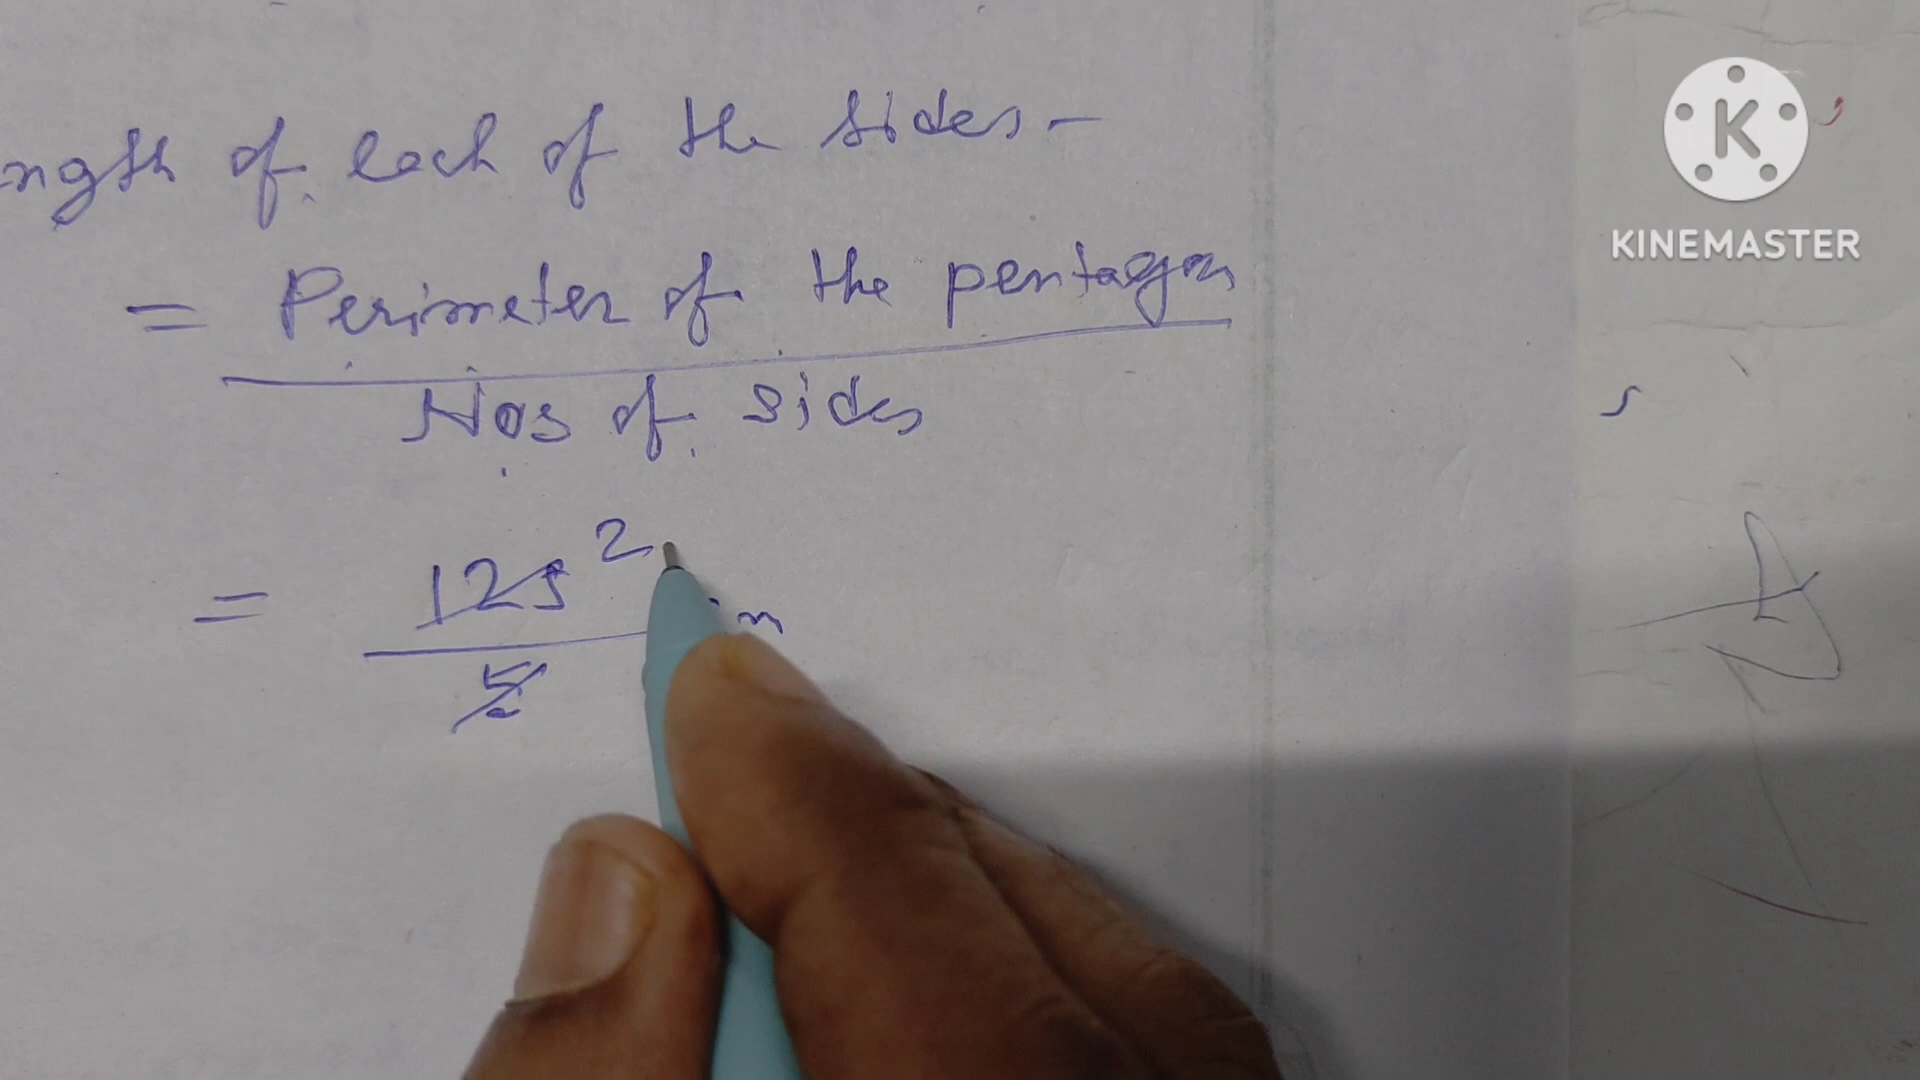 ngth of each of the sides -
= Perimeter of the pentagon
Nos of sides
= 125 2
5
K
KINEMASTER